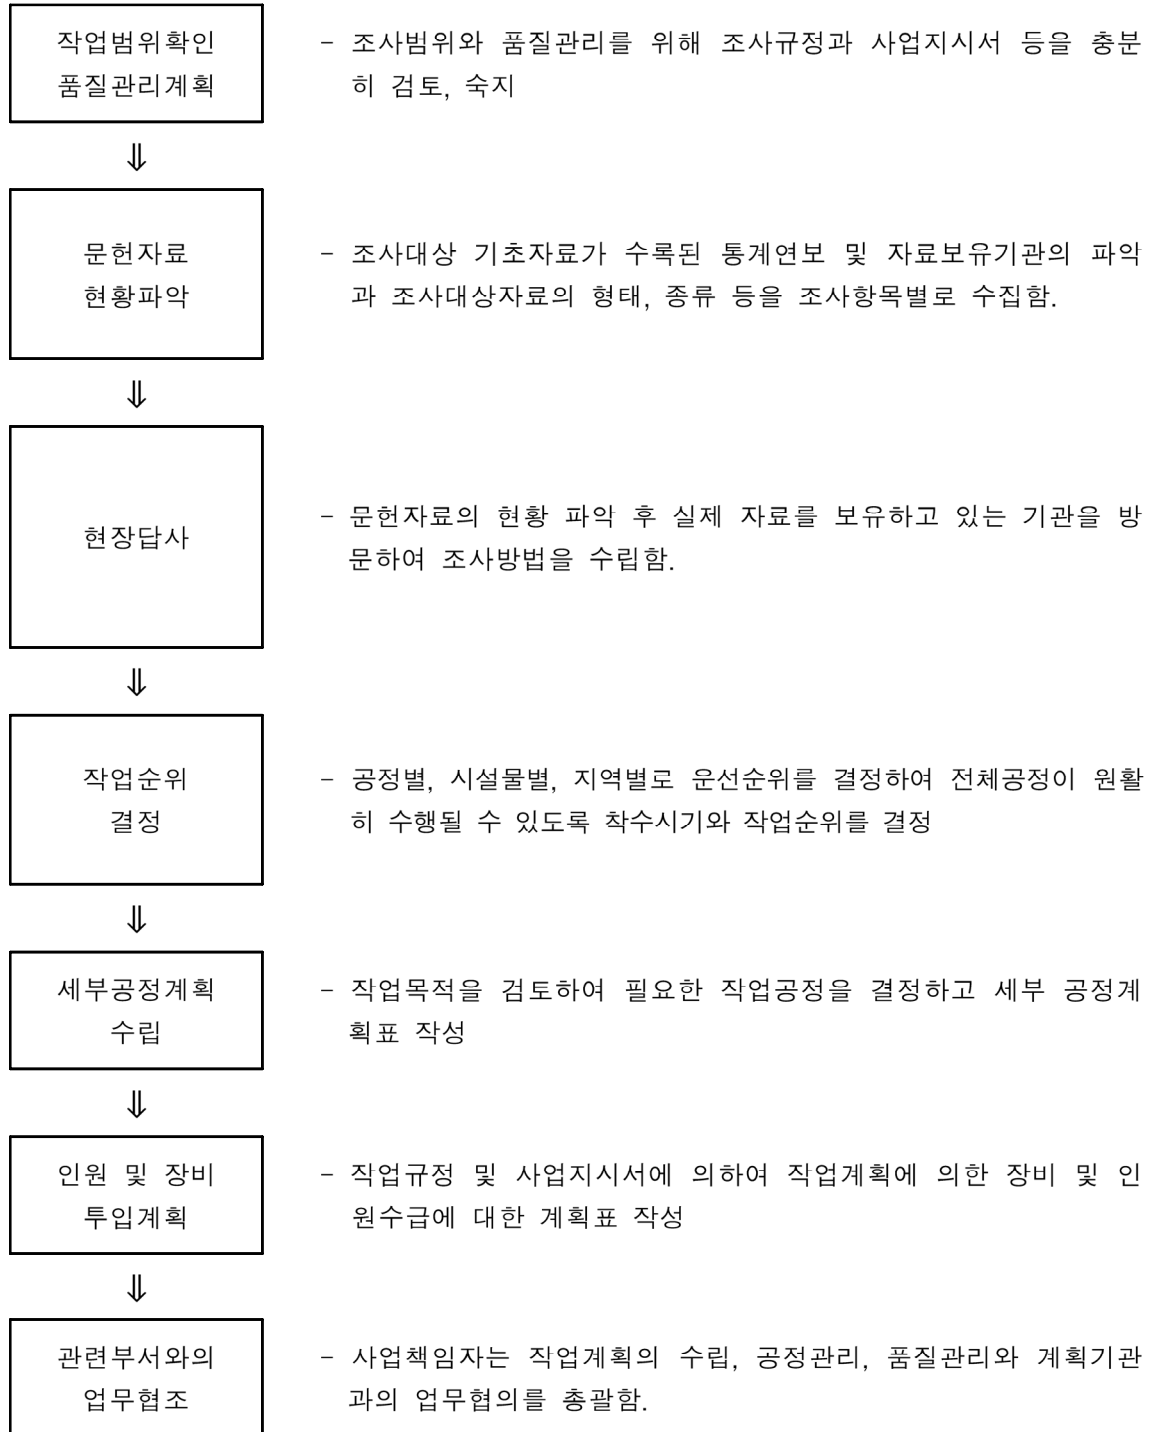 작업범위확인
품질관리계획
- 조사범위와 품질관리를 위해 조사규정과 사업지시서 등을 충분
히 검토, 숙지
⇓
문헌자료
현황파악
- 조사대상 기초자료가 수록된 통계연보 및 자료보유기관의 파악
과 조사대상자료의 형태, 종류 등을 조사항목별로 수집함.
⇓
현장답사
- 문헌자료의 현황 파악 후 실제 자료를 보유하고 있는 기관을 방
문하여 조사방법을 수립함.
⇓
작업순위
결정
- 공정별, 시설물별, 지역별로 운선순위를 결정하여 전체공정이 원활
히 수행될 수 있도록 착수시기와 작업순위를 결정
⇓
세부공정계획
수립
- 작업목적을 검토하여 필요한 작업공정을 결정하고 세부 공정계
획표 작성
⇓
인원 및 장비
투입계획
- 작업규정 및 사업지시서에 의하여 작업계획에 의한 장비 및 인
원수급에 대한 계획표 작성
⇓
관련부서와의
업무협조
- 사업책임자는 작업계획의 수립, 공정관리, 품질관리와 계획기관
과의 업무협의를 총괄함.